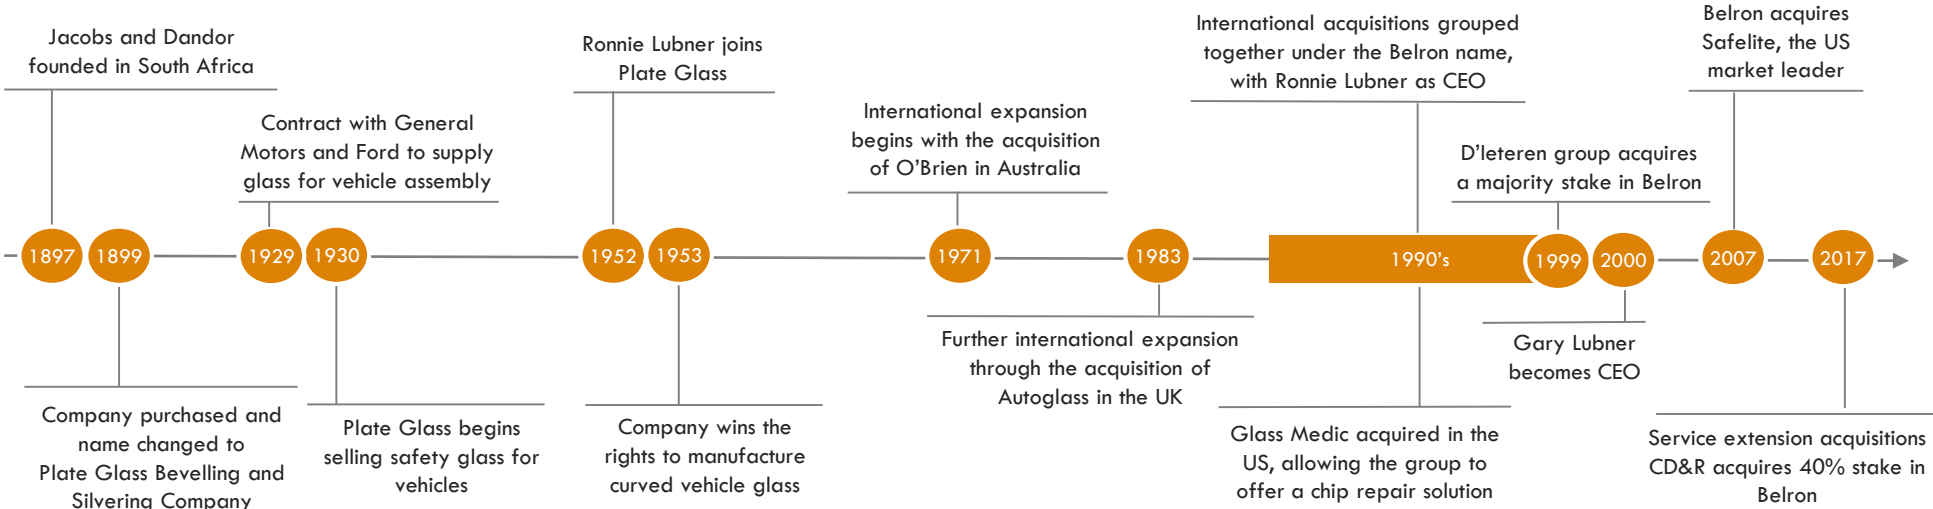 Jacobs and Dandor
founded in South Africa
Contract with General
Motors and Ford to supply
glass for vehicle assembly
Ronnie Lubner joins
Plate Glass
International expansion
begins with the acquisition
of O'Brien in Australia
International acquisitions grouped
together under the Belron name,
with Ronnie Lubner as CEO
D'leteren group acquires
a majority stake in Belron
Belron acquires
Safelite, the US
market leader
1897
1899
1929
1930
1952
1953
1971
1983
1990's
1999
2000
2007
2017
Company purchased and
name changed to
Plate Glass Bevelling and
Silvering Company
Plate Glass begins
selling safety glass for
vehicles
Company wins the
rights to manufacture
curved vehicle glass
Further international expansion
through the acquisition of
Autoglass in the UK
Glass Medic acquired in the
US, allowing the group to
offer a chip repair solution
Gary Lubner
becomes CEO
Service extension acquisitions
CD&R acquires 40% stake in
Belron